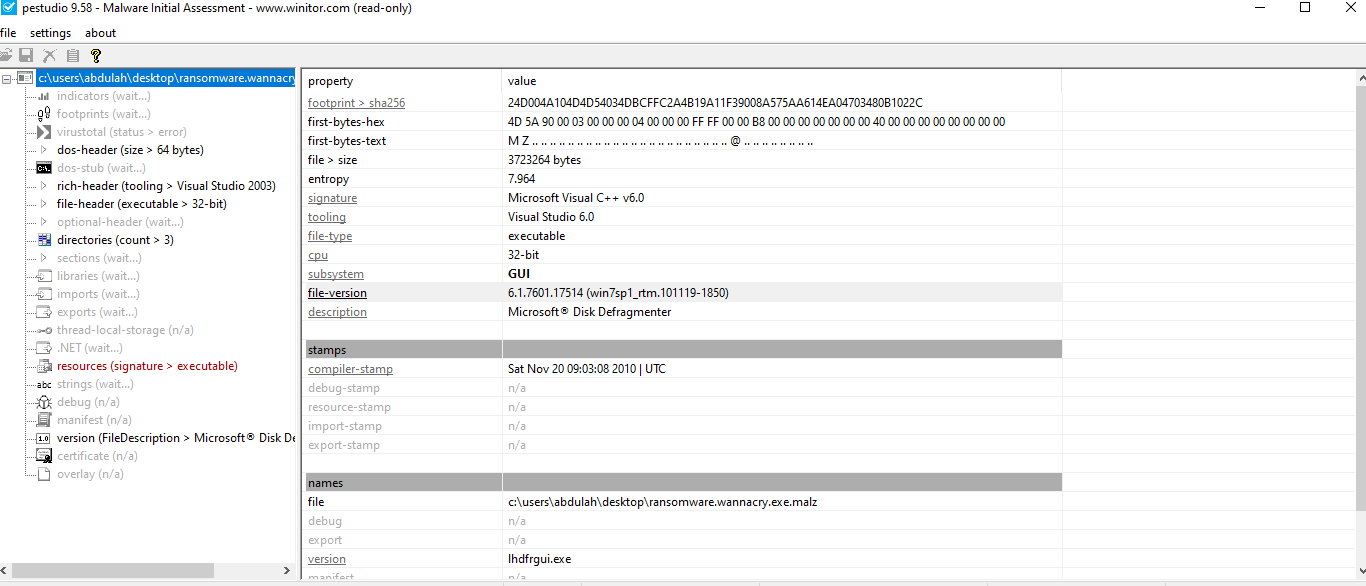 pestudio 9.58 - Malware Initial Assessment - www.winitor.com (read-only)
file settings about
c:\users\abdulah\desktop\ransomware.wannacry
indicators (wait...)
footprints (wait...)
virustotal (status > error)
dos-header (size > 64 bytes)
dos-stub (wait...)
rich-header (tooling > Visual Studio 2003)
file-header (executable > 32-bit)
optional-header (wait...)
directories (count > 3)
sections (wait...)
libraries (wait...)
imports (wait...)
exports (wait...)
thread-local-storage (n/a)
.NET (wait...)
resources (signature > executable)
abc strings (wait...)
debug (n/a)
manifest (n/a)
1.0 version (FileDescription > Microsoft® Disk De
certificate (n/a)
overlay (n/a)
property value
footprint > sha256 24D004A104D4D54034DBCFFC2A4B19A11F39008A575AA614EA04703480B1022C
first-bytes-hex 4D 5A 90 00 03 00 00 00 04 00 00 00 FF FF 00 00 B8 00 00 00 00 00 00 00 40 00 00 00 00 00 00 00
first-bytes-text M Z .. .. .. .. .. .. .. .. .. .. .. .. .. .. .. .. .. .. .. .. .. .. @ .. .. .. .. .. .. ..
file > size 3723264 bytes
entropy 7.964
signature Microsoft Visual C++ v6.0
tooling Visual Studio 6.0
file-type executable
cpu 32-bit
subsystem GUI
file-version 6.1.7601.17514 (win7sp1_rtm.101119-1850)
description Microsoft® Disk Defragmenter
stamps
compiler-stamp Sat Nov 20 09:03:08 2010 | UTC
debug-stamp n/a
resource-stamp n/a
import-stamp n/a
export-stamp n/a
names
file c:\users\abdulah\desktop\ransomware.wannacry.exe.malz
debug n/a
export n/a
version lhdfrgui.exe
manifest n/a